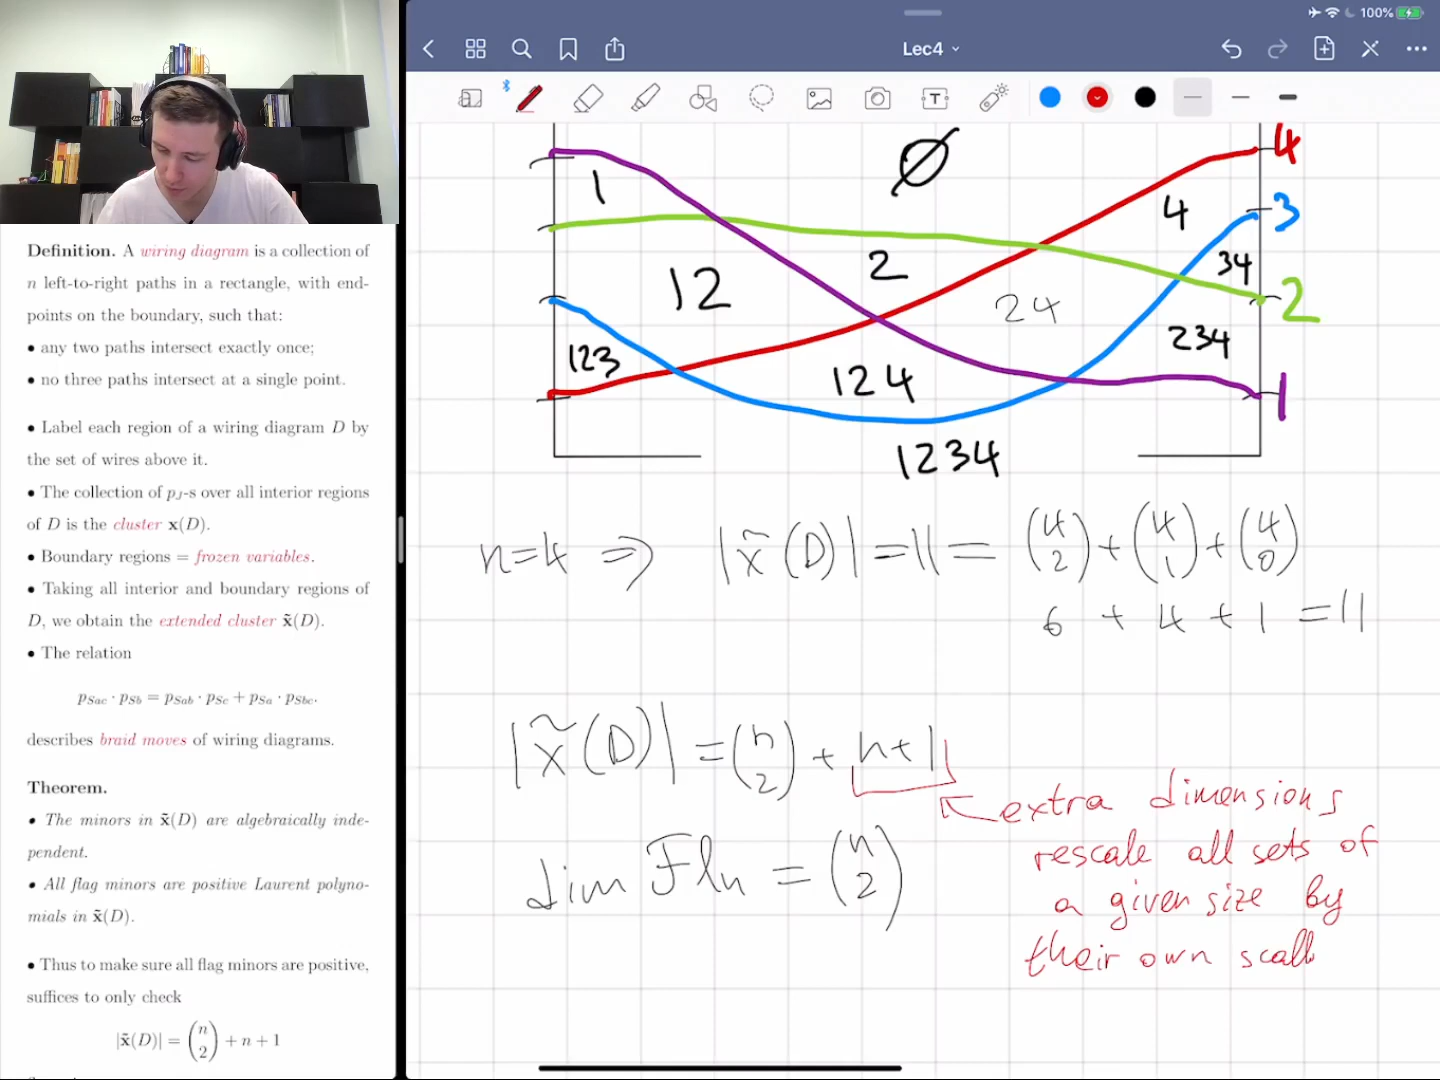 100%
Lec4
Definition. A wiring diagram is a collection of
n left-to-right paths in a rectangle, with end-
points on the boundary, such that:
• any two paths intersect exactly once;
• no three paths intersect at a single point.
• Label each region of a wiring diagram D by
the set of wires above it.
• The collection of p_J-s over all interior regions
of D is the cluster x(D).
• Boundary regions = frozen variables.
• Taking all interior and boundary regions of
D, we obtain the extended cluster x̃(D).
• The relation
p_{Sac} · p_{Sb} = p_{Sab} · p_{Sc} + p_{Sa} · p_{Sbc}.
describes braid moves of wiring diagrams.
Theorem.
• The minors in x̃(D) are algebraically inde-
pendent.
• All flag minors are positive Laurent polyno-
mials in x̃(D).
• Thus to make sure all flag minors are positive,
suffices to only check
|x̃(D)| = \binom{n}{2} + n + 1
∅ 4
1 4 3
12 2 24 34 2
123 124 234 1
1234
n=4 ⇒ |x̃(D)| = 11 = \binom{4}{2} + \binom{4}{1} + \binom{4}{0}
6 + 4 + 1 = 11
|x̃(D)| = \binom{n}{2} + n+1
← extra dimensions
rescale all sets of
dim Fl_n = \binom{n}{2}
a given size by
their own scal